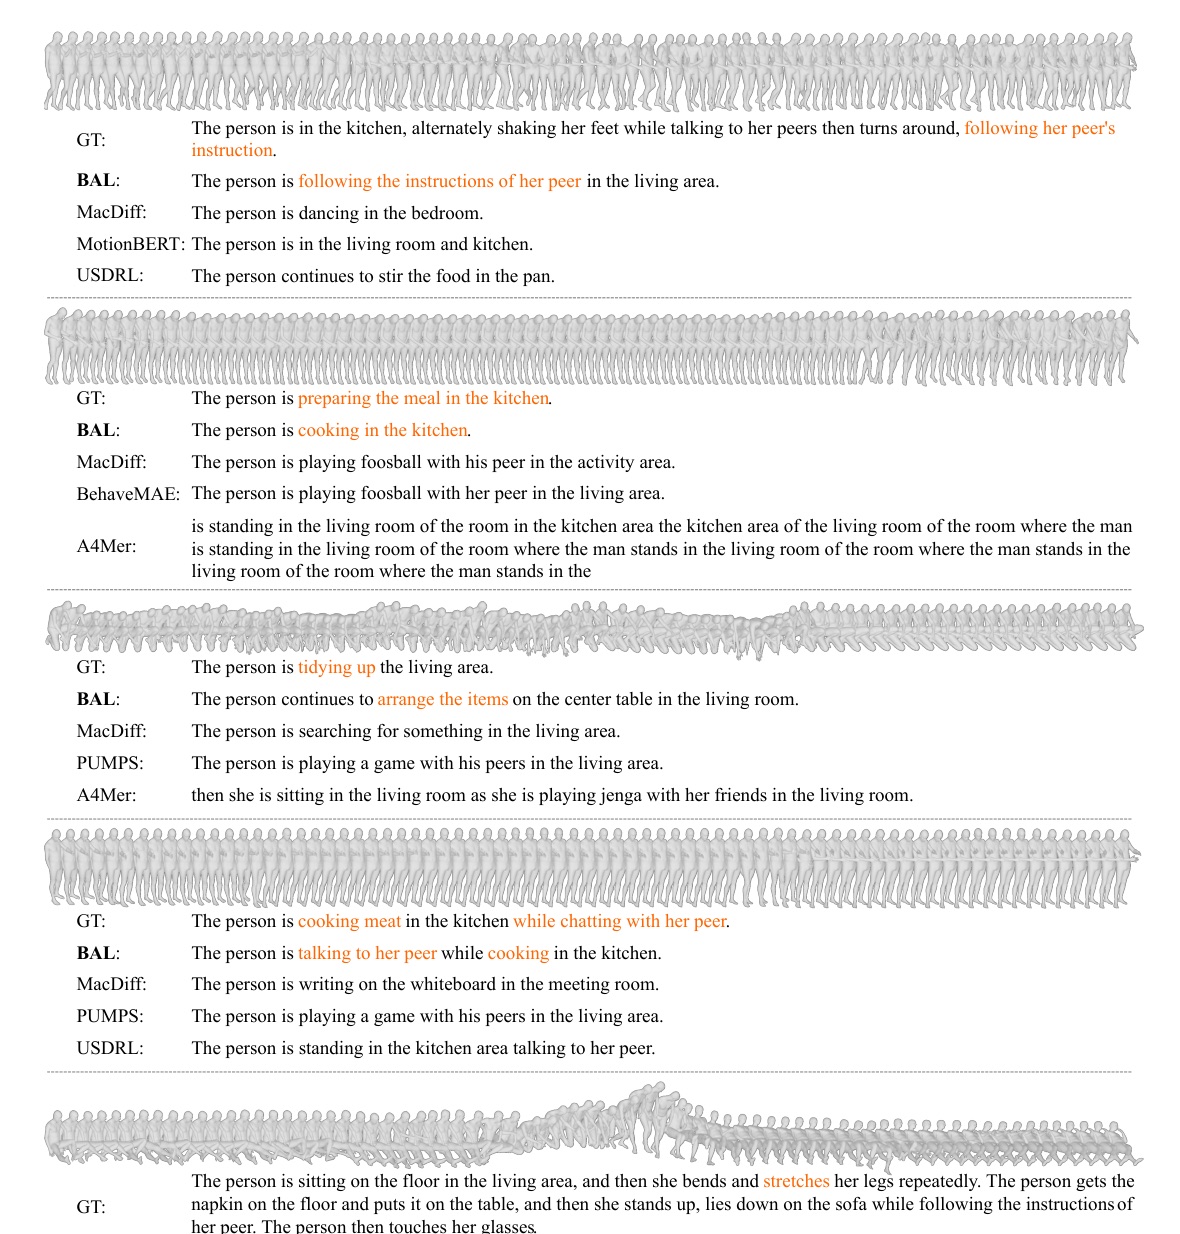 GT: The person is in the kitchen, alternately shaking her feet while talking to her peers then turns around, following her peer's
instruction.
BAL: The person is following the instructions of her peer in the living area.
MacDiff: The person is dancing in the bedroom.
MotionBERT: The person is in the living room and kitchen.
USDRL: The person continues to stir the food in the pan.
GT: The person is preparing the meal in the kitchen.
BAL: The person is cooking in the kitchen.
MacDiff: The person is playing foosball with his peer in the activity area.
BehaveMAE: The person is playing foosball with her peer in the living area.
A4Mer: is standing in the living room of the room in the kitchen area the kitchen area of the living room of the room where the man
is standing in the living room of the room where the man stands in the living room of the room where the man stands in the
living room of the room where the man stands in the
GT: The person is tidying up the living area.
BAL: The person continues to arrange the items on the center table in the living room.
MacDiff: The person is searching for something in the living area.
PUMPS: The person is playing a game with his peers in the living area.
A4Mer: then she is sitting in the living room as she is playing jenga with her friends in the living room.
GT: The person is cooking meat in the kitchen while chatting with her peer.
BAL: The person is talking to her peer while cooking in the kitchen.
MacDiff: The person is writing on the whiteboard in the meeting room.
PUMPS: The person is playing a game with his peers in the living area.
USDRL: The person is standing in the kitchen area talking to her peer.
GT: The person is sitting on the floor in the living area, and then she bends and stretches her legs repeatedly. The person gets the
napkin on the floor and puts it on the table, and then she stands up, lies down on the sofa while following the instructions of
her peer. The person then touches her glasses.